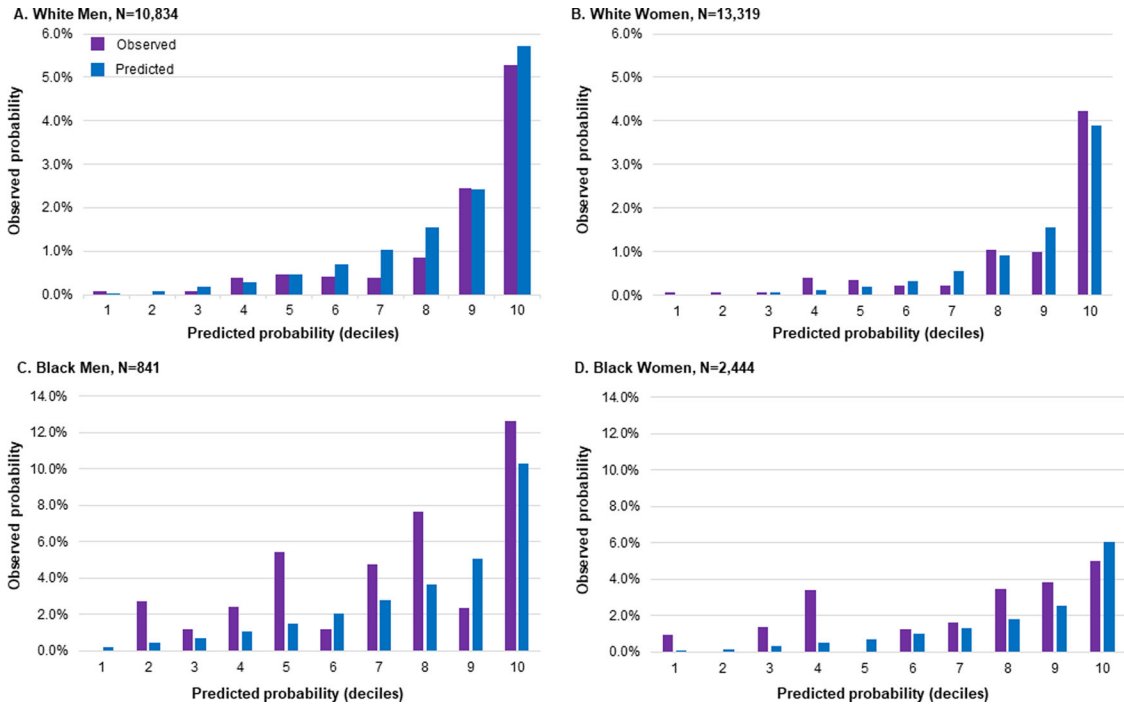 A. White Men, N=10,834
6.0%
5.0%
4.0%
3.0%
2.0%
1.0%
0.0%
Observed probability
Observed
Predicted
1 2 3 4 5 6 7 8 9 10
Predicted probability (deciles)
B. White Women, N=13,319
6.0%
5.0%
4.0%
3.0%
2.0%
1.0%
0.0%
Observed probability
1 2 3 4 5 6 7 8 9 10
Predicted probability (deciles)
C. Black Men, N=841
14.0%
12.0%
10.0%
8.0%
6.0%
4.0%
2.0%
0.0%
Observed probability
1 2 3 4 5 6 7 8 9 10
Predicted probability (deciles)
D. Black Women, N=2,444
14.0%
12.0%
10.0%
8.0%
6.0%
4.0%
2.0%
0.0%
Observed probability
1 2 3 4 5 6 7 8 9 10
Predicted probability (deciles)